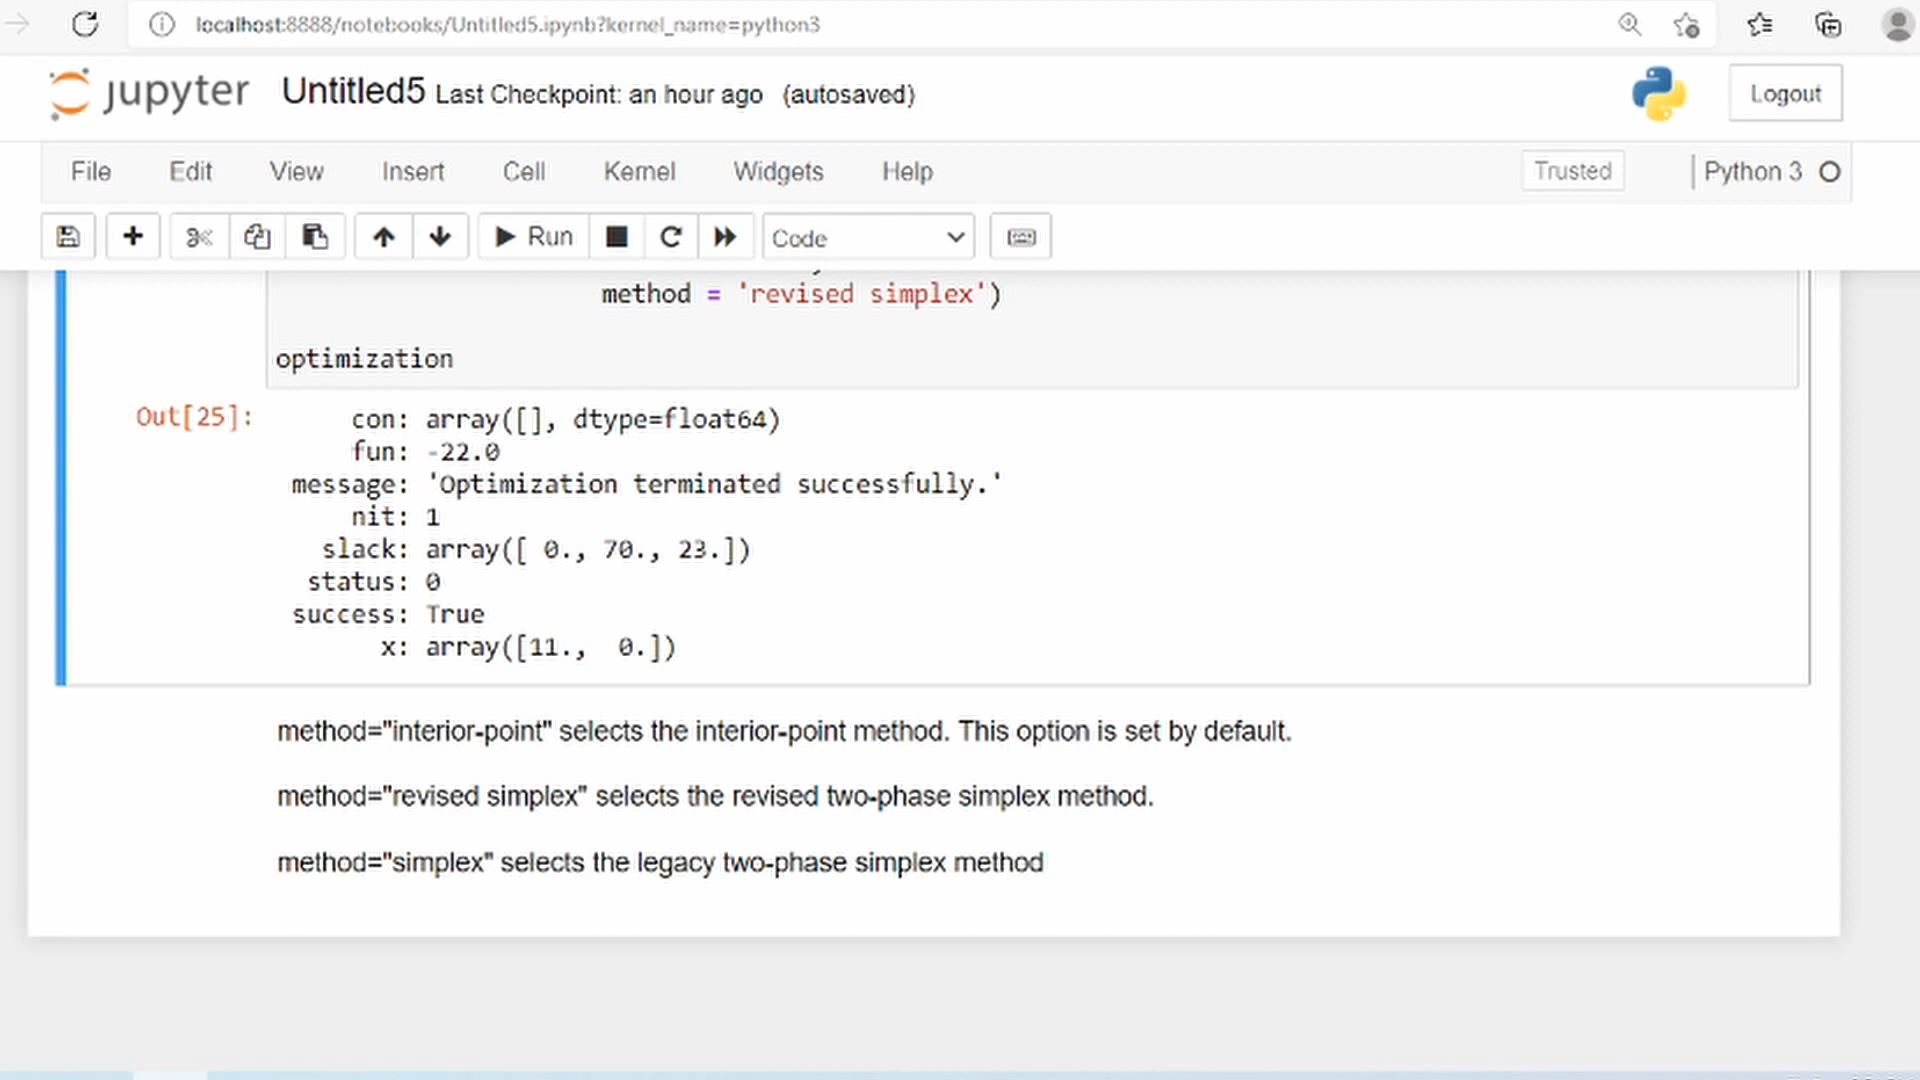 localhost:8888/notebooks/Untitled5.ipynb?kernel_name=python3
jupyter Untitled5 Last Checkpoint: an hour ago (autosaved) Logout
File Edit View Insert Cell Kernel Widgets Help Trusted Python 3
Run Code
method = 'revised simplex')
optimization
Out[25]: con: array([], dtype=float64)
fun: -22.0
message: 'Optimization terminated successfully.'
nit: 1
slack: array([ 0., 70., 23.])
status: 0
success: True
x: array([11.,  0.])
method="interior-point" selects the interior-point method. This option is set by default.
method="revised simplex" selects the revised two-phase simplex method.
method="simplex" selects the legacy two-phase simplex method